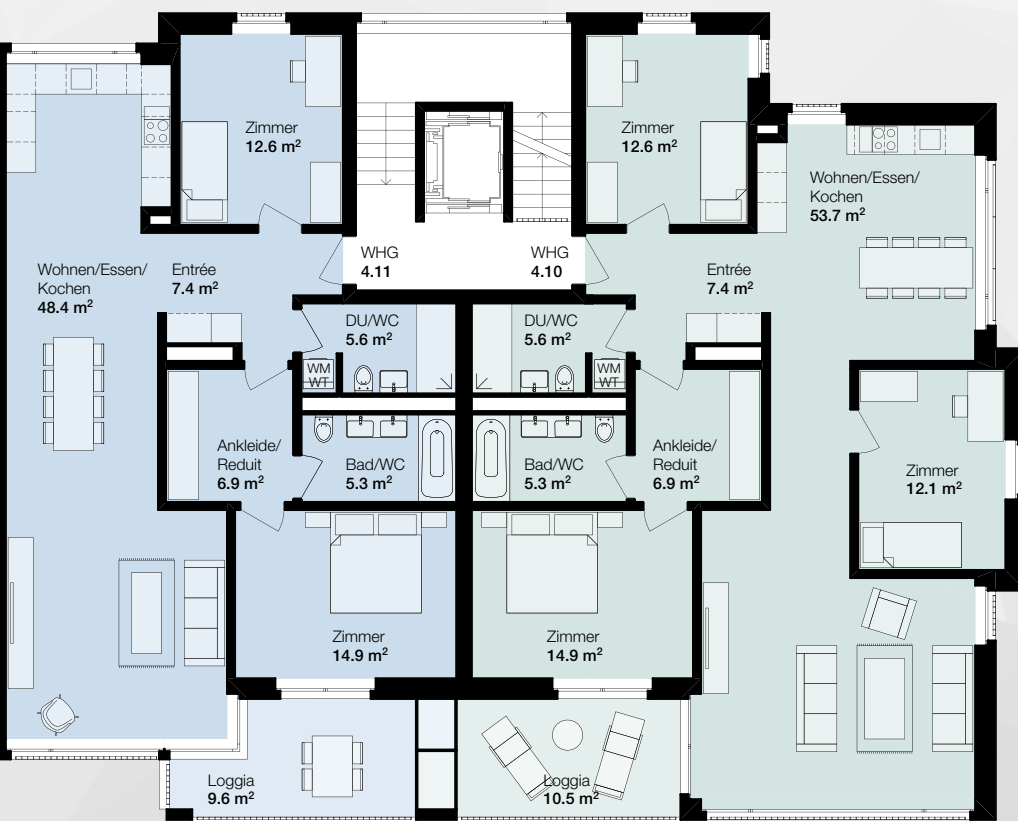 Zimmer
12.6 m²
Zimmer
12.6 m²
Wohnen/Essen/
Kochen
53.7 m²
WHG
4.11
WHG
4.10
Wohnen/Essen/
Kochen
48.4 m²
Entrée
7.4 m²
Entrée
7.4 m²
DU/WC
5.6 m²
DU/WC
5.6 m²
WM
WT
WM
WT
Ankleide/
Reduit
6.9 m²
Bad/WC
5.3 m²
Bad/WC
5.3 m²
Ankleide/
Reduit
6.9 m²
Zimmer
12.1 m²
Zimmer
14.9 m²
Zimmer
14.9 m²
Loggia
9.6 m²
Loggia
10.5 m²